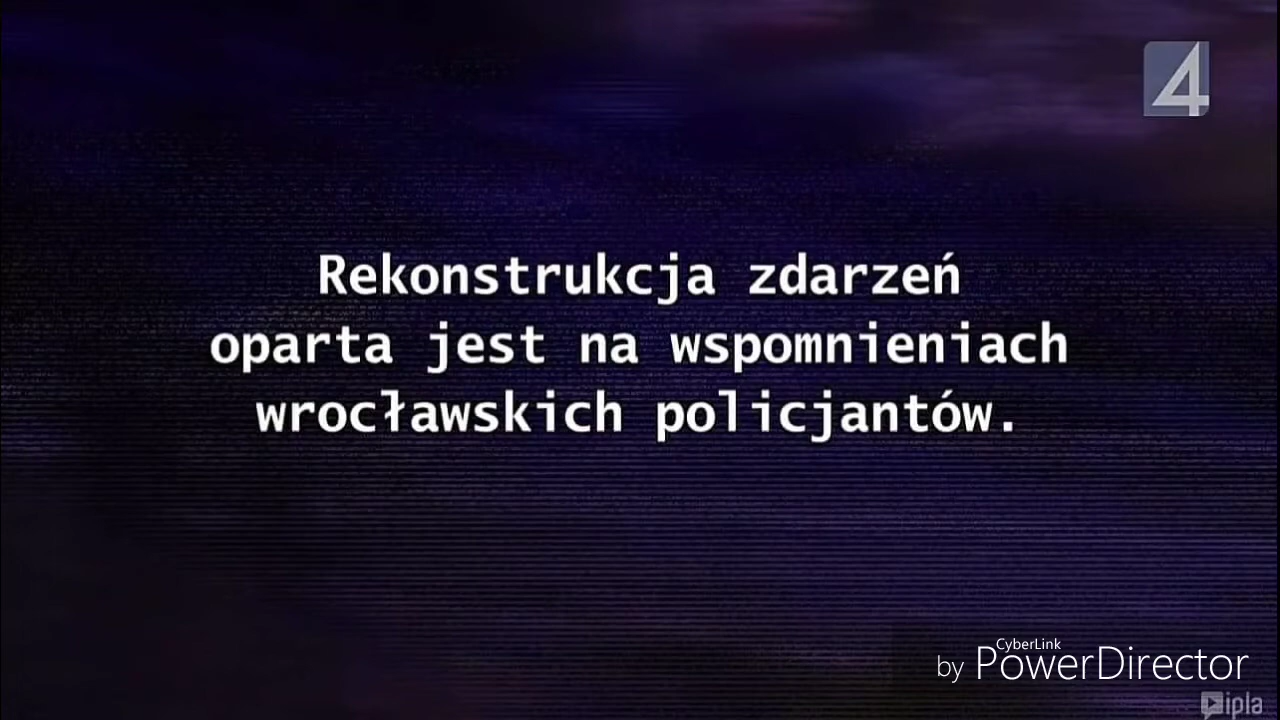 4
Rekonstrukcja zdarzeń
oparta jest na wspomnieniach
wrocławskich policjantów.
CyberLink
by PowerDirector
ipla